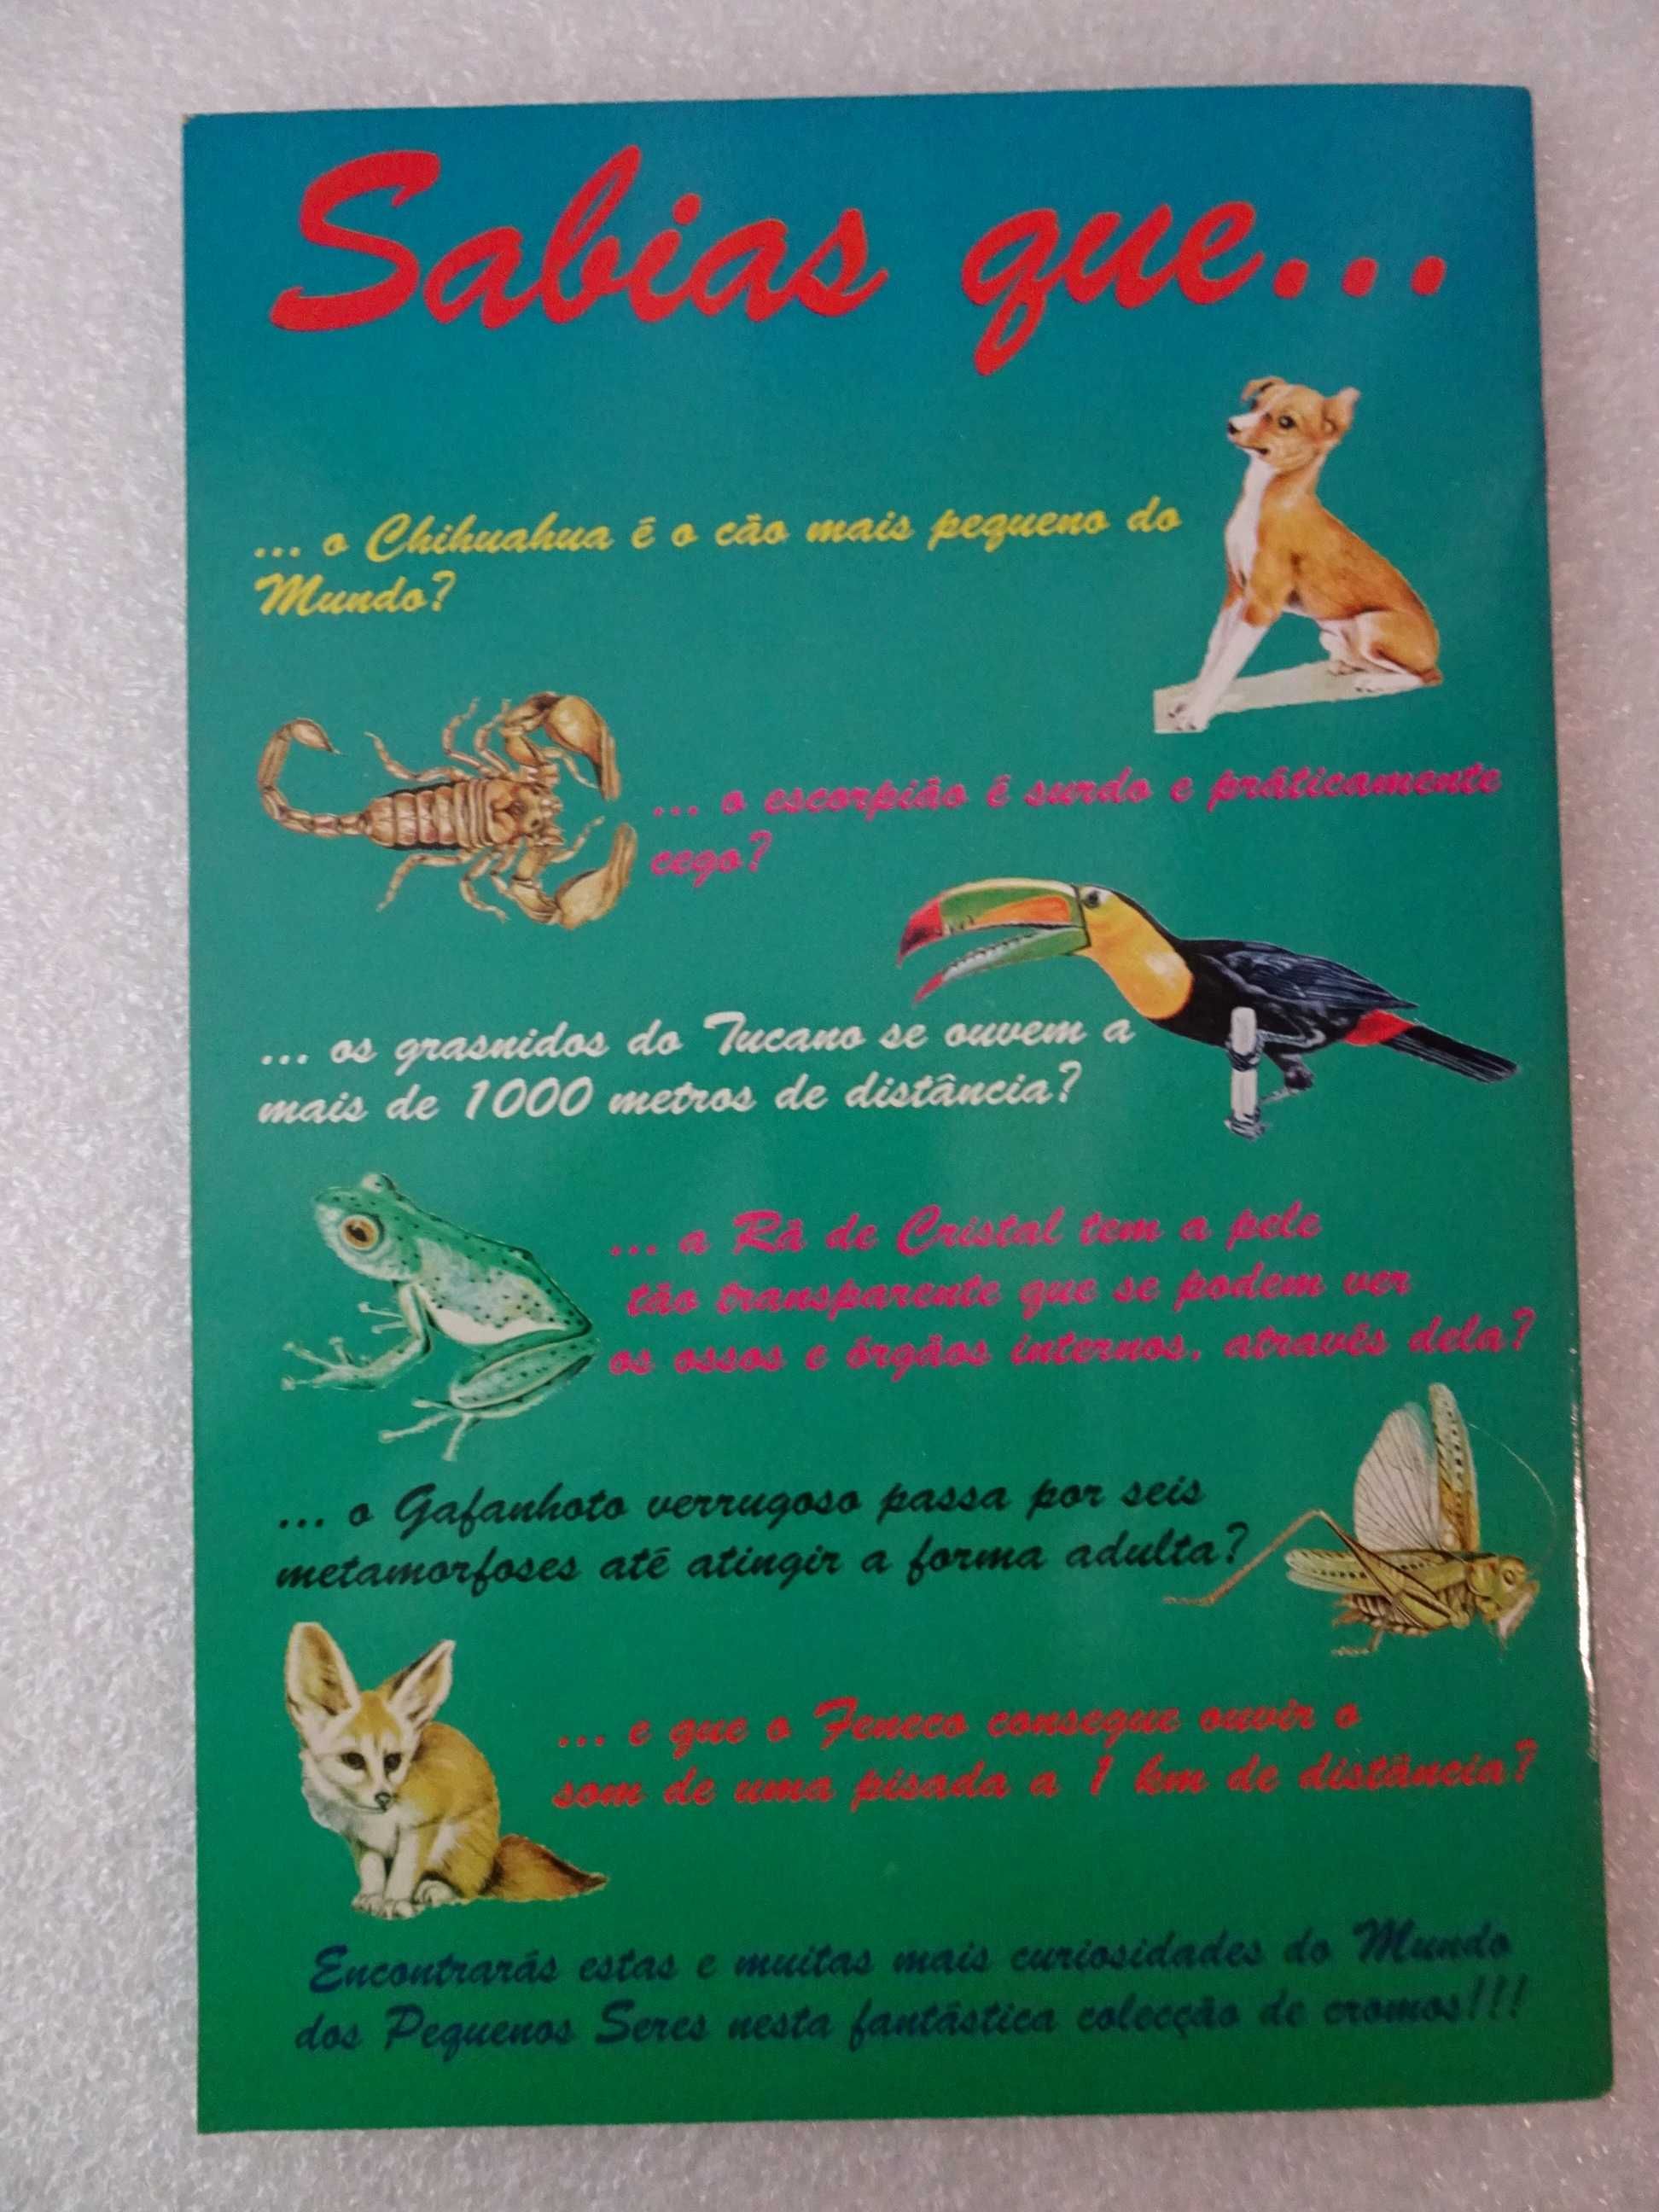 Sabias que...
... o Chihuahua é o cão mais pequeno do
Mundo?
... o escorpião é surdo e práticamente
cego?
... os grasnidos do Tucano se ouvem a
mais de 1000 metros de distância?
... a Rã de Cristal tem a pele
tão transparente que se podem ver
os ossos e órgãos internos, através dela?
... o Gafanhoto verrugoso passa por seis
metamorfoses até atingir a forma adulta?
... e que o Feneco consegue ouvir o
som de uma pisada a 1 km de distância?
Encontrarás estas e muitas mais curiosidades do Mundo
dos Pequenos Seres nesta fantástica colecção de cromos!!!